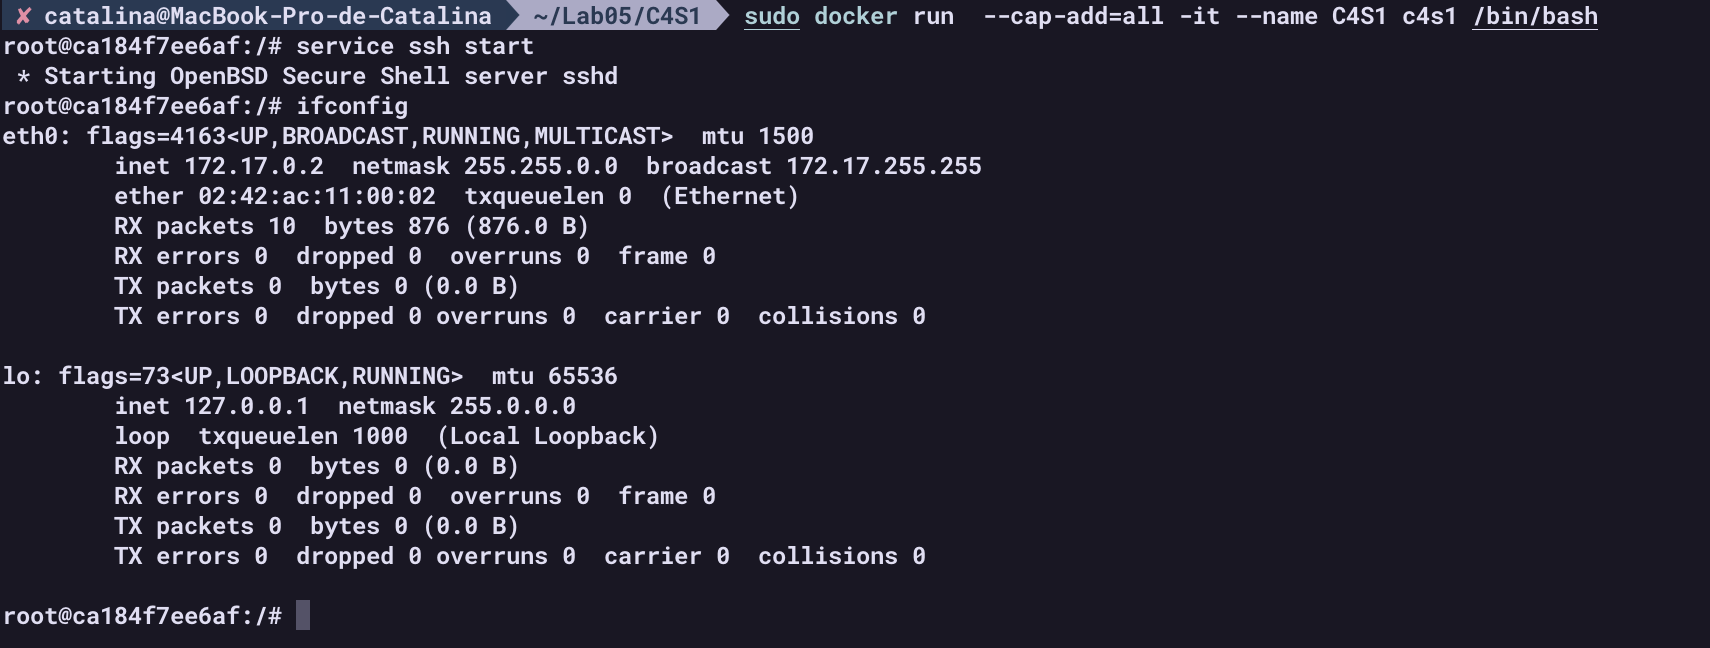 ✘ catalina@MacBook-Pro-de-Catalina ~/Lab05/C4S1 sudo docker run  --cap-add=all -it --name C4S1 c4s1 /bin/bash
root@ca184f7ee6af:/# service ssh start
 * Starting OpenBSD Secure Shell server sshd
root@ca184f7ee6af:/# ifconfig
eth0: flags=4163<UP,BROADCAST,RUNNING,MULTICAST>  mtu 1500
        inet 172.17.0.2  netmask 255.255.0.0  broadcast 172.17.255.255
        ether 02:42:ac:11:00:02  txqueuelen 0  (Ethernet)
        RX packets 10  bytes 876 (876.0 B)
        RX errors 0  dropped 0  overruns 0  frame 0
        TX packets 0  bytes 0 (0.0 B)
        TX errors 0  dropped 0 overruns 0  carrier 0  collisions 0

lo: flags=73<UP,LOOPBACK,RUNNING>  mtu 65536
        inet 127.0.0.1  netmask 255.0.0.0
        loop  txqueuelen 1000  (Local Loopback)
        RX packets 0  bytes 0 (0.0 B)
        RX errors 0  dropped 0  overruns 0  frame 0
        TX packets 0  bytes 0 (0.0 B)
        TX errors 0  dropped 0 overruns 0  carrier 0  collisions 0

root@ca184f7ee6af:/#